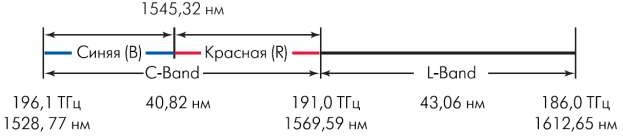 1545,32 нм
Синяя (B) Красная (R)
C-Band L-Band
196,1 ТГц 40,82 нм 191,0 ТГц 43,06 нм 186,0 ТГц
1528, 77 нм 1569,59 нм 1612,65 нм